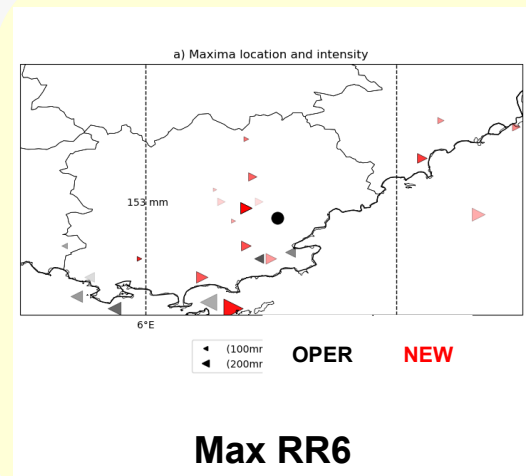 a) Maxima location and intensity
153 mm
6°E
(100mr
(200mr
OPER NEW
Max RR6